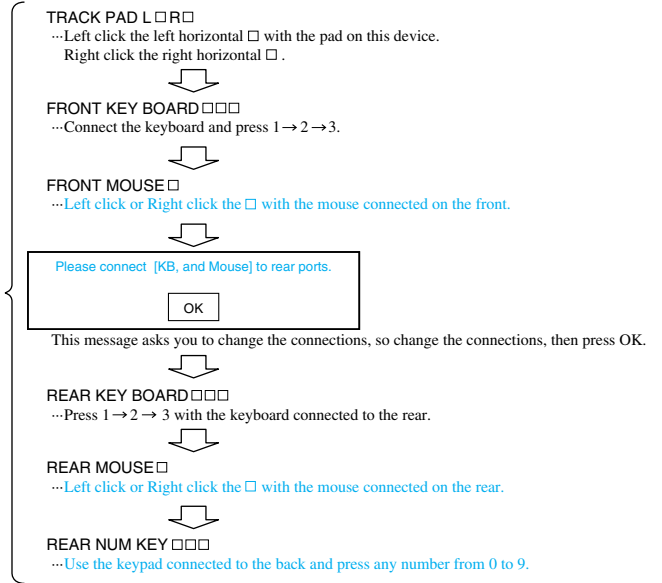 TRACK PAD L □ R □
···Left click the left horizontal □ with the pad on this device.
Right click the right horizontal □ .
FRONT KEY BOARD □□□
···Connect the keyboard and press 1→ 2 →3.
FRONT MOUSE □
···Left click or Right click the □ with the mouse connected on the front.
Please connect [KB, and Mouse] to rear ports.
OK
This message asks you to change the connections, so change the connections, then press OK.
REAR KEY BOARD □□□
···Press 1→2 → 3 with the keyboard connected to the rear.
REAR MOUSE □
···Left click or Right click the □ with the mouse connected on the rear.
REAR NUM KEY □□□
···Use the keypad connected to the back and press any number from 0 to 9.